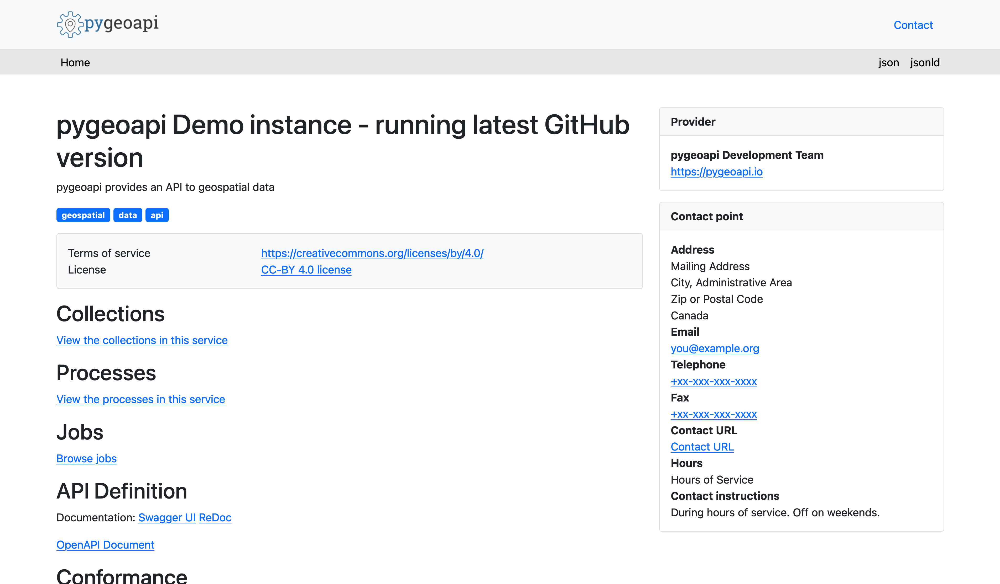 pygeoapi
Contact
Home
json jsonld
pygeoapi Demo instance - running latest GitHub
version
pygeoapi provides an API to geospatial data
geospatial data api
Terms of service https://creativecommons.org/licenses/by/4.0/
License CC-BY 4.0 license
Collections
View the collections in this service
Processes
View the processes in this service
Jobs
Browse jobs
API Definition
Documentation: Swagger UI ReDoc
OpenAPI Document
Conformance
Provider
pygeoapi Development Team
https://pygeoapi.io
Contact point
Address
Mailing Address
City, Administrative Area
Zip or Postal Code
Canada
Email
you@example.org
Telephone
+xx-xxx-xxx-xxxx
Fax
+xx-xxx-xxx-xxxx
Contact URL
Contact URL
Hours
Hours of Service
Contact instructions
During hours of service. Off on weekends.